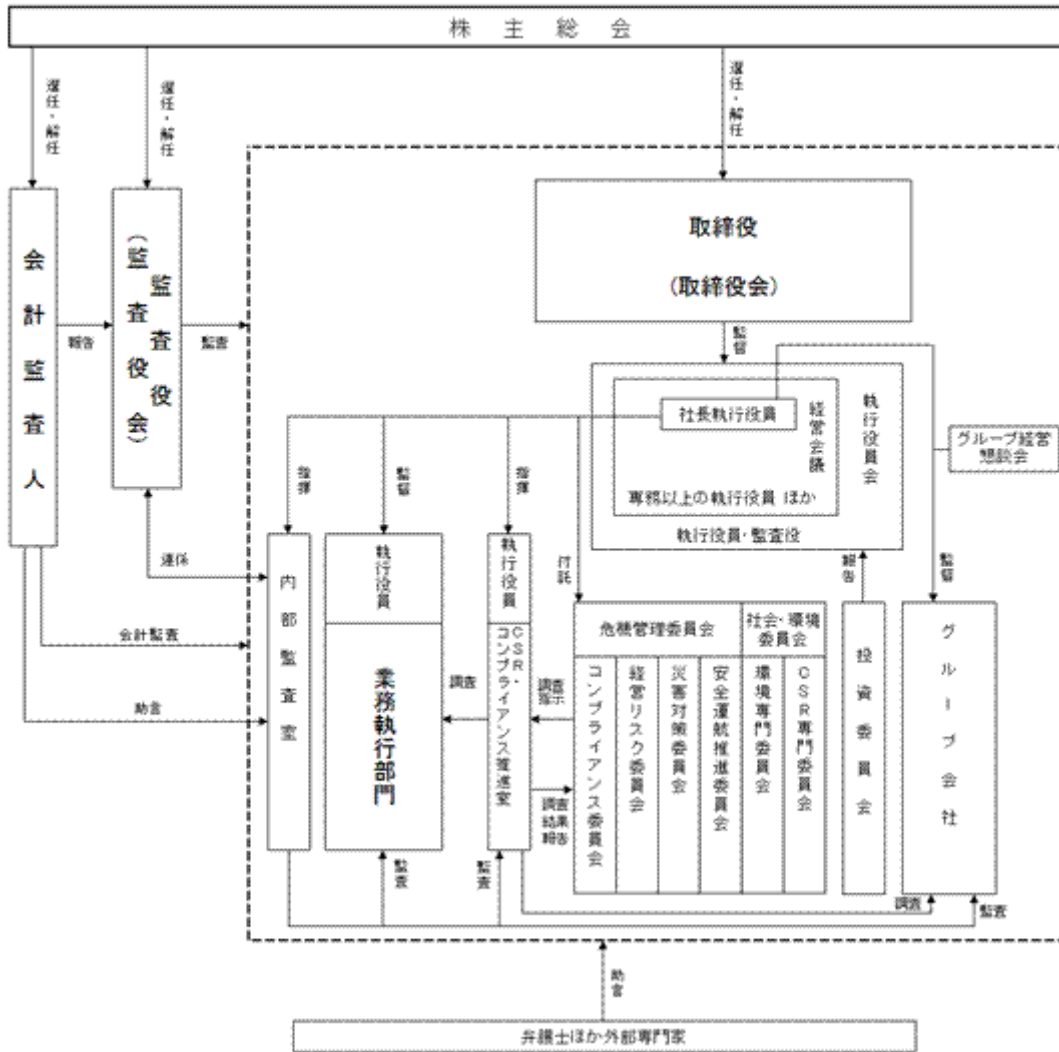 株主総会
選任・解任
選任・解任
選任・解任
会計監査人
監査役
(監査役会)
報告
監査
取締役
(取締役会)
監督
社長執行役員
経営会議
専務以上の執行役員 ほか
執行役員会
執行役員・監査役
グループ経営
懇談会
指揮
監督
指揮
付託
報告
監督
連係
会計監査
助言
内部監査室
執行役員
業務執行部門
執行役員
CSR・
コンプライアンス推進室
調査
調査
指示
調査
結果
報告
危機管理委員会
社会・環境
委員会
コンプライアンス委員会
経営リスク委員会
災害対策委員会
安全運航推進委員会
環境専門委員会
CSR専門委員会
投資委員会
グループ会社
監査
監査
調査
監査
助言
弁護士ほか外部専門家